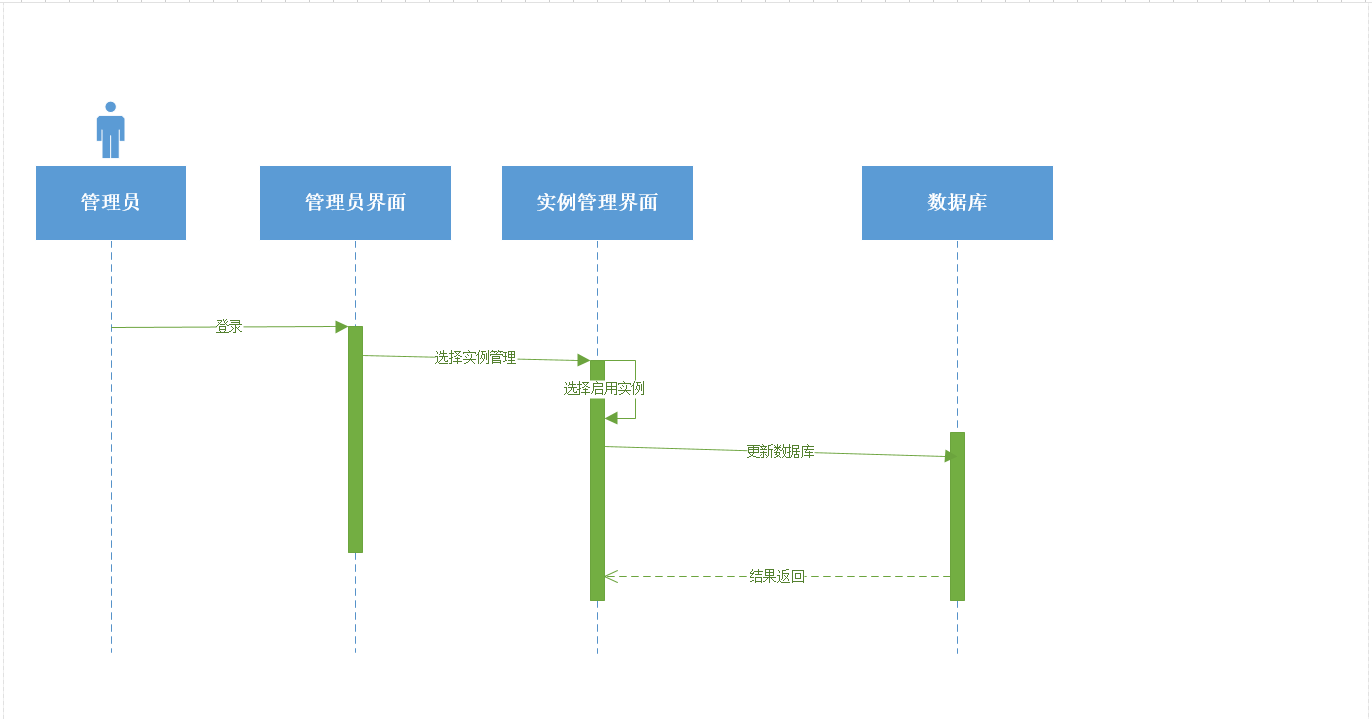 管理员
管理员界面
实例管理界面
数据库
登录
选择实例管理
选择启用实例
更新数据库
结果返回